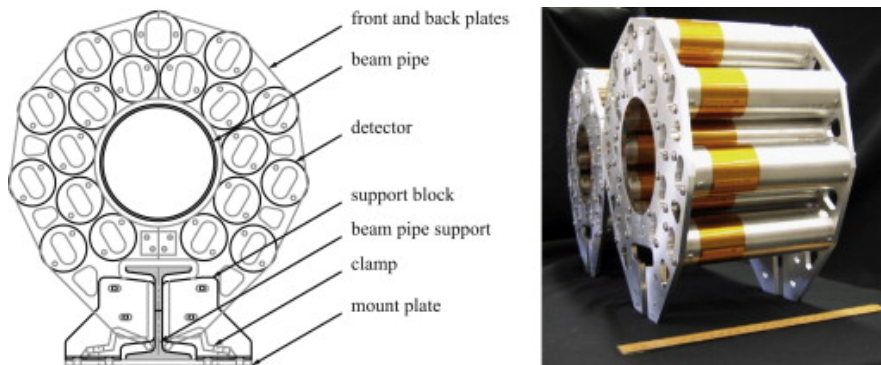 front and back plates
beam pipe
detector
support block
beam pipe support
clamp
mount plate